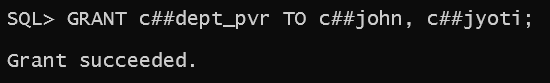 SQL> GRANT c##dept_pvr TO c##john, c##jyoti;
Grant succeeded.